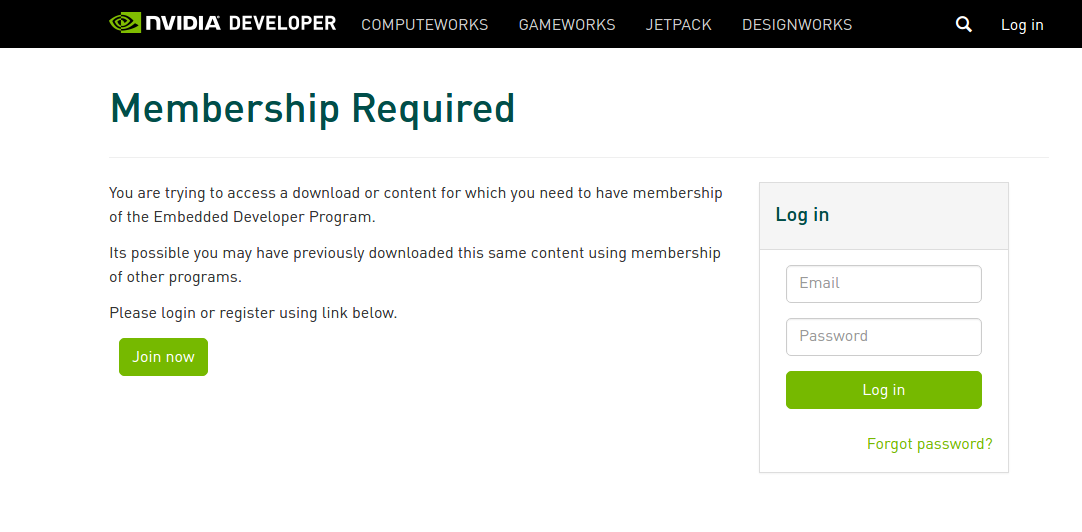 NVIDIA DEVELOPER COMPUTEWORKS GAMEWORKS JETPACK DESIGNWORKS Log in
Membership Required
You are trying to access a download or content for which you need to have membership
of the Embedded Developer Program.
Its possible you may have previously downloaded this same content using membership
of other programs.
Please login or register using link below.
Join now
Log in
Email
Password
Log in
Forgot password?